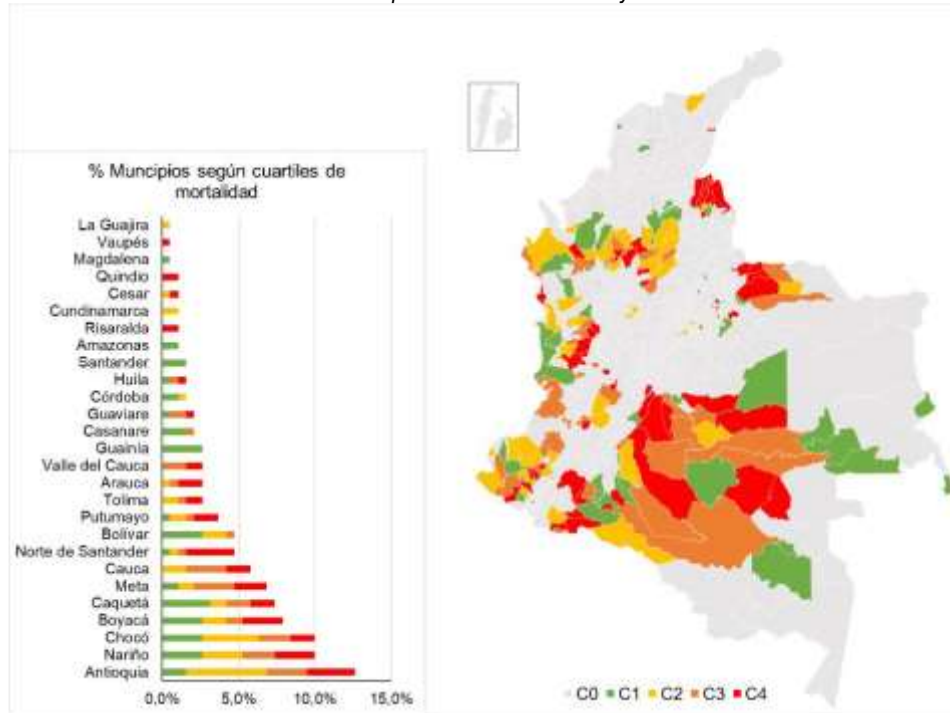 % Muncipios según cuartiles de
mortalidad
La Guajira
Vaupés
Magdalena
Quindio
Cesar
Cundinamarca
Risaralda
Amazonas
Santander
Huila
Córdoba
Guaviare
Casanare
Guainía
Valle del Cauca
Arauca
Tolima
Putumayo
Bolívar
Norte de Santander
Cauca
Meta
Caquetá
Boyacá
Chocó
Nariño
Antioquia
0,0% 5,0% 10,0% 15,0%
C0 C1 C2 C3 C4